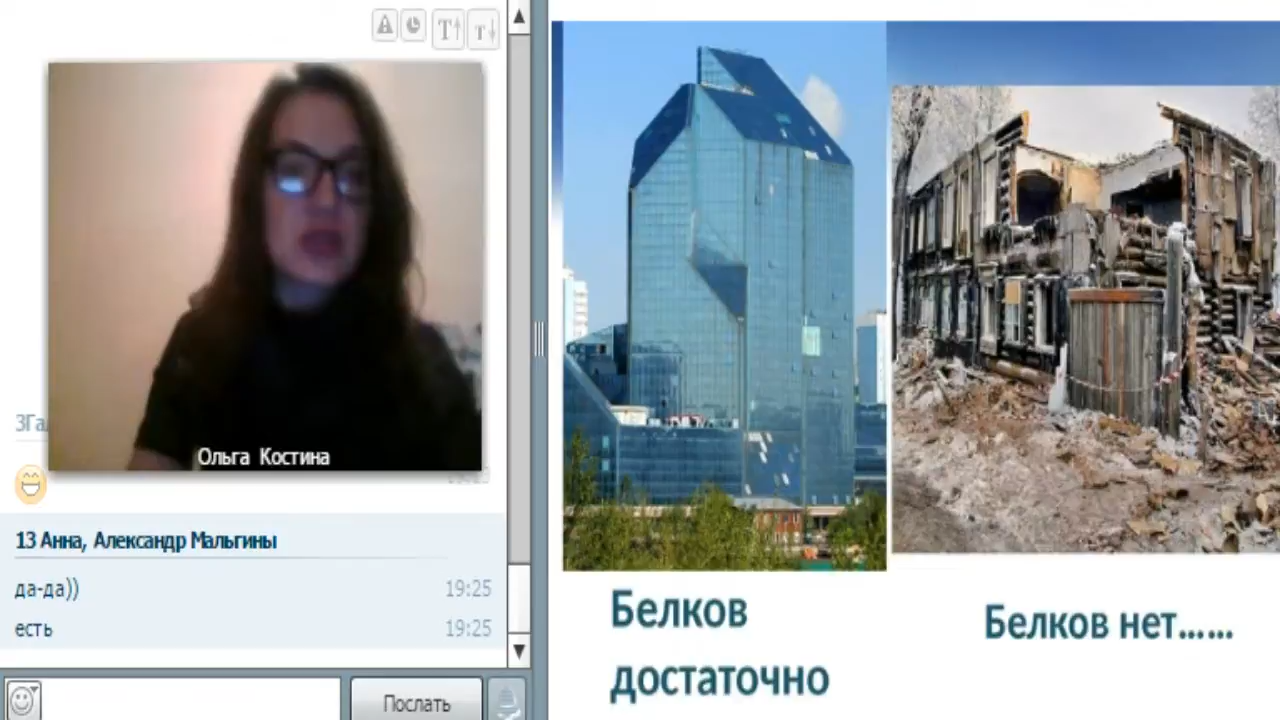 Ольга Костина
13 Анна, Александр Мальгины
да-да))
19:25
есть
19:25
Послать
Белков
достаточно
Белков нет......